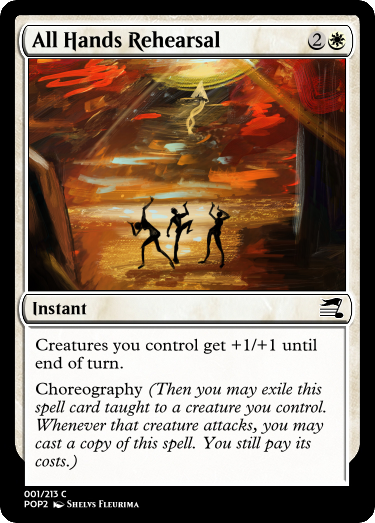 All Hands Rehearsal 2
Instant
Creatures you control get +1/+1 until
end of turn.
Choreography (Then you may exile this
spell card taught to a creature you control.
Whenever that creature attacks, you may
cast a copy of this spell. You still pay its
costs.)
001/213 C
POP2 Shelvs Fleurima